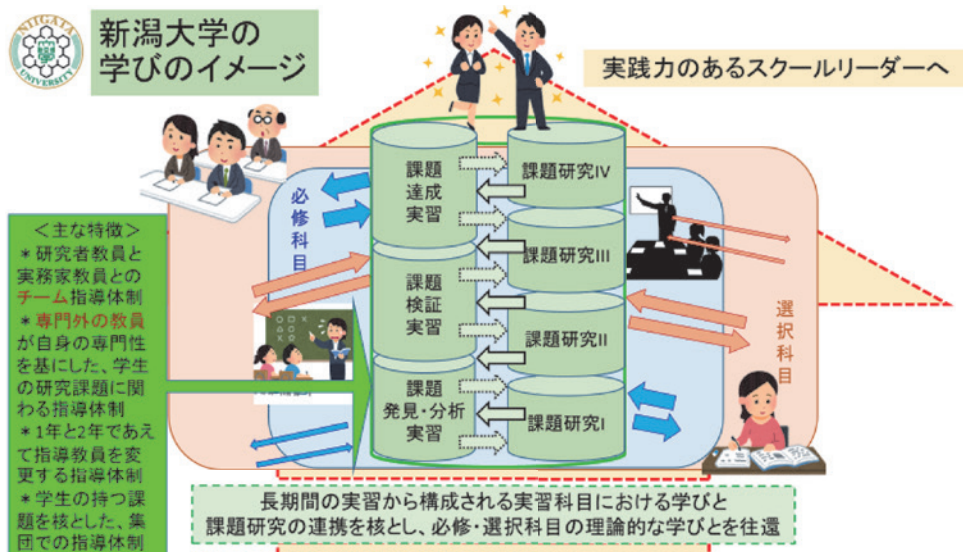 NIIGATA
UNIVERSITY
新潟大学の
学びのイメージ
実践力のあるスクールリーダーへ
課題
達成
実習
課題研究Ⅳ
必修科目
課題研究Ⅲ
課題
検証
実習
課題研究Ⅱ
選択科目
課題
発見・分析
実習
課題研究Ⅰ
＜主な特徴＞
＊研究者教員と
実務家教員との
チーム指導体制
＊専門外の教員
が自身の専門性
を基にした、学生
の研究課題に関
わる指導体制
＊1年と2年であえ
て指導教員を変
更する指導体制
＊学生の持つ課
題を核とした、集
団での指導体制
長期間の実習から構成される実習科目における学びと
課題研究の連携を核とし、必修・選択科目の理論的な学びとを往還